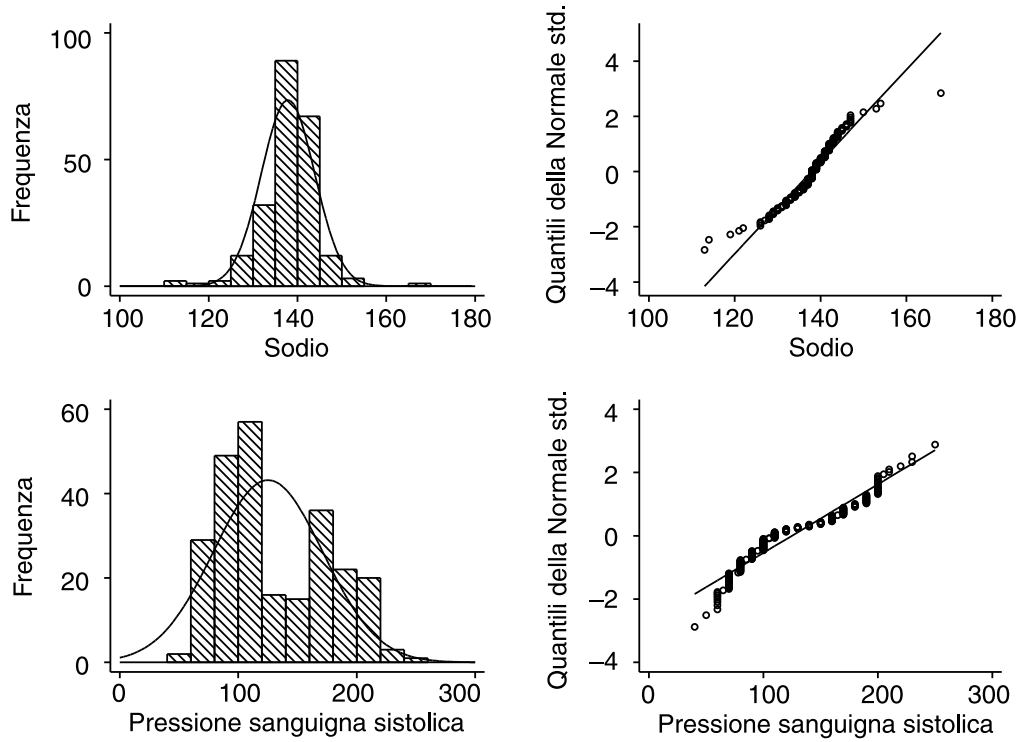 Frequenza
100
50
0
100 120 140 160 180
Sodio
Quantili della Normale std.
4
2
0
−2
−4
100 120 140 160 180
Sodio
Frequenza
60
40
20
0
0 100 200 300
Pressione sanguigna sistolica
Quantili della Normale std.
4
2
0
−2
−4
0 100 200 300
Pressione sanguigna sistolica